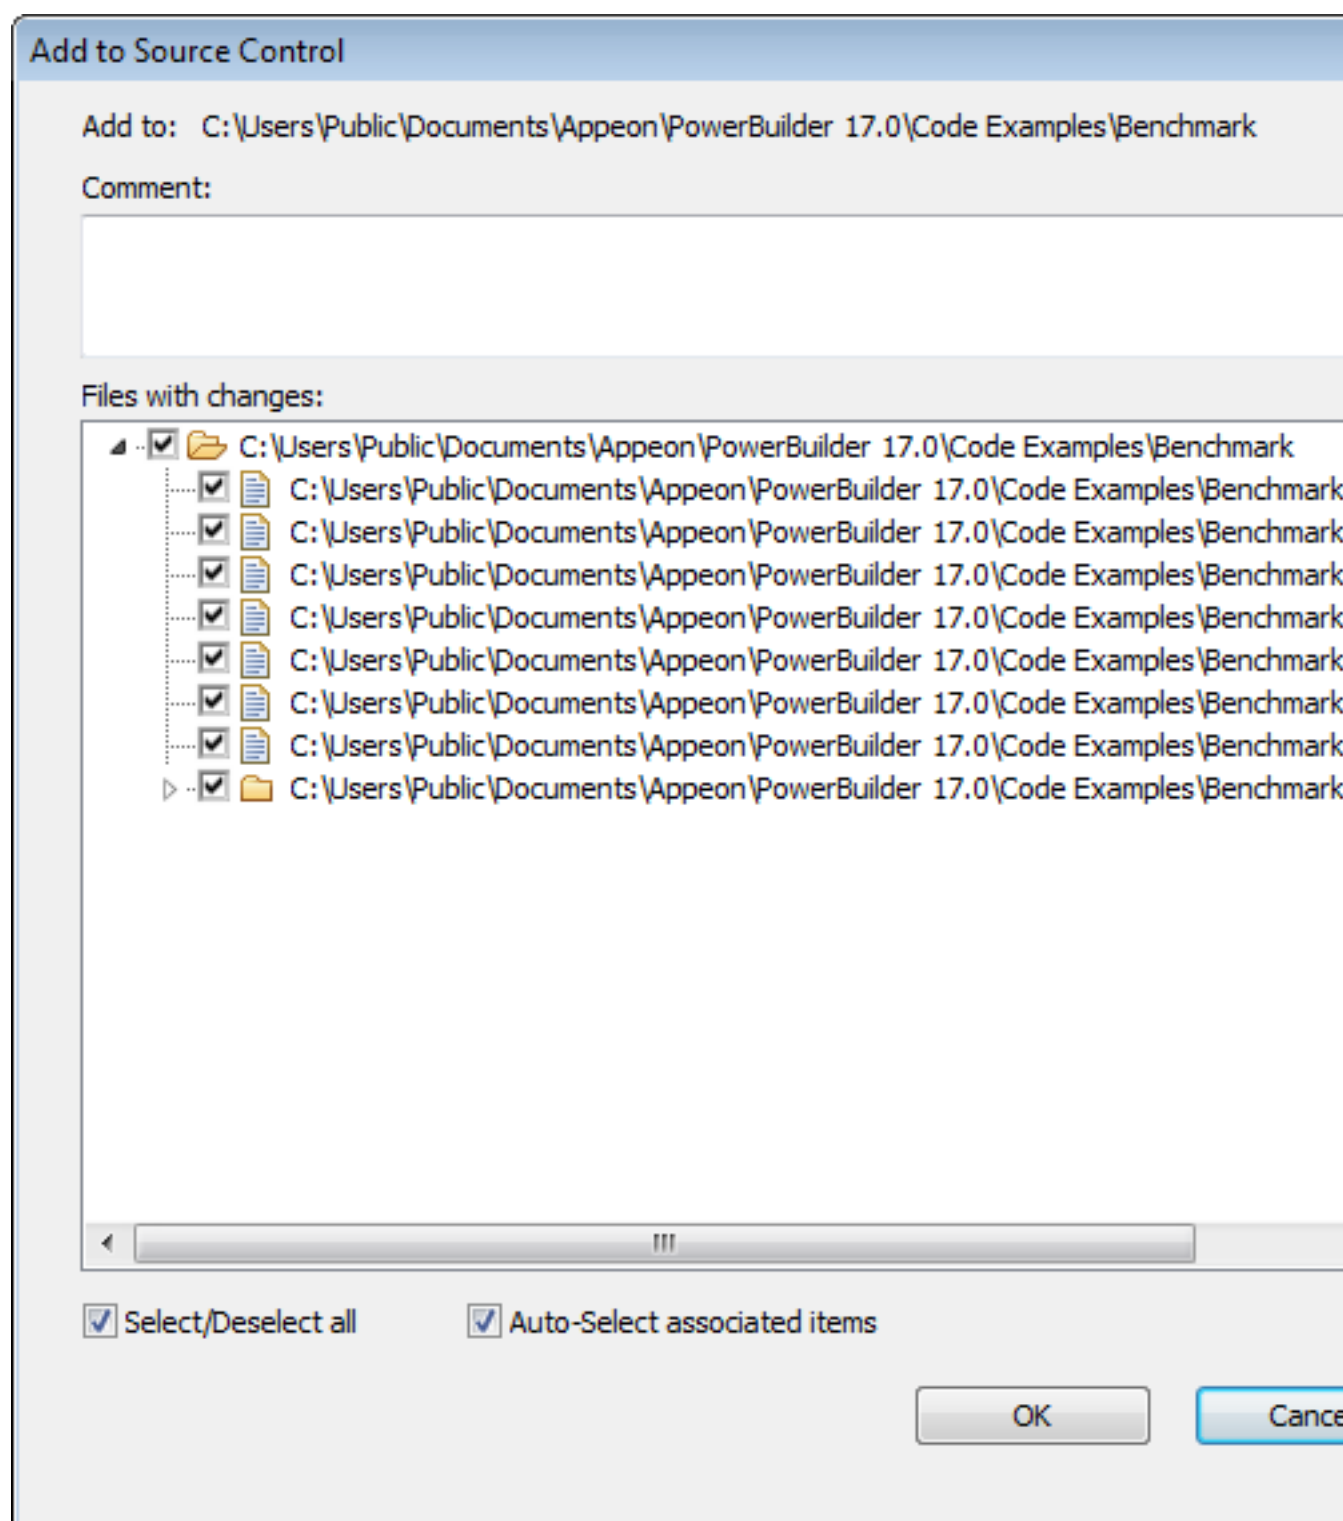 Add to Source Control
Add to: C:\Users\Public\Documents\Appeon\PowerBuilder 17.0\Code Examples\Benchmark
Comment:
Files with changes:
C:\Users\Public\Documents\Appeon\PowerBuilder 17.0\Code Examples\Benchmark
C:\Users\Public\Documents\Appeon\PowerBuilder 17.0\Code Examples\Benchmark
C:\Users\Public\Documents\Appeon\PowerBuilder 17.0\Code Examples\Benchmark
C:\Users\Public\Documents\Appeon\PowerBuilder 17.0\Code Examples\Benchmark
C:\Users\Public\Documents\Appeon\PowerBuilder 17.0\Code Examples\Benchmark
C:\Users\Public\Documents\Appeon\PowerBuilder 17.0\Code Examples\Benchmark
C:\Users\Public\Documents\Appeon\PowerBuilder 17.0\Code Examples\Benchmark
C:\Users\Public\Documents\Appeon\PowerBuilder 17.0\Code Examples\Benchmark
C:\Users\Public\Documents\Appeon\PowerBuilder 17.0\Code Examples\Benchmark
Select/Deselect all Auto-Select associated items
OK Cance